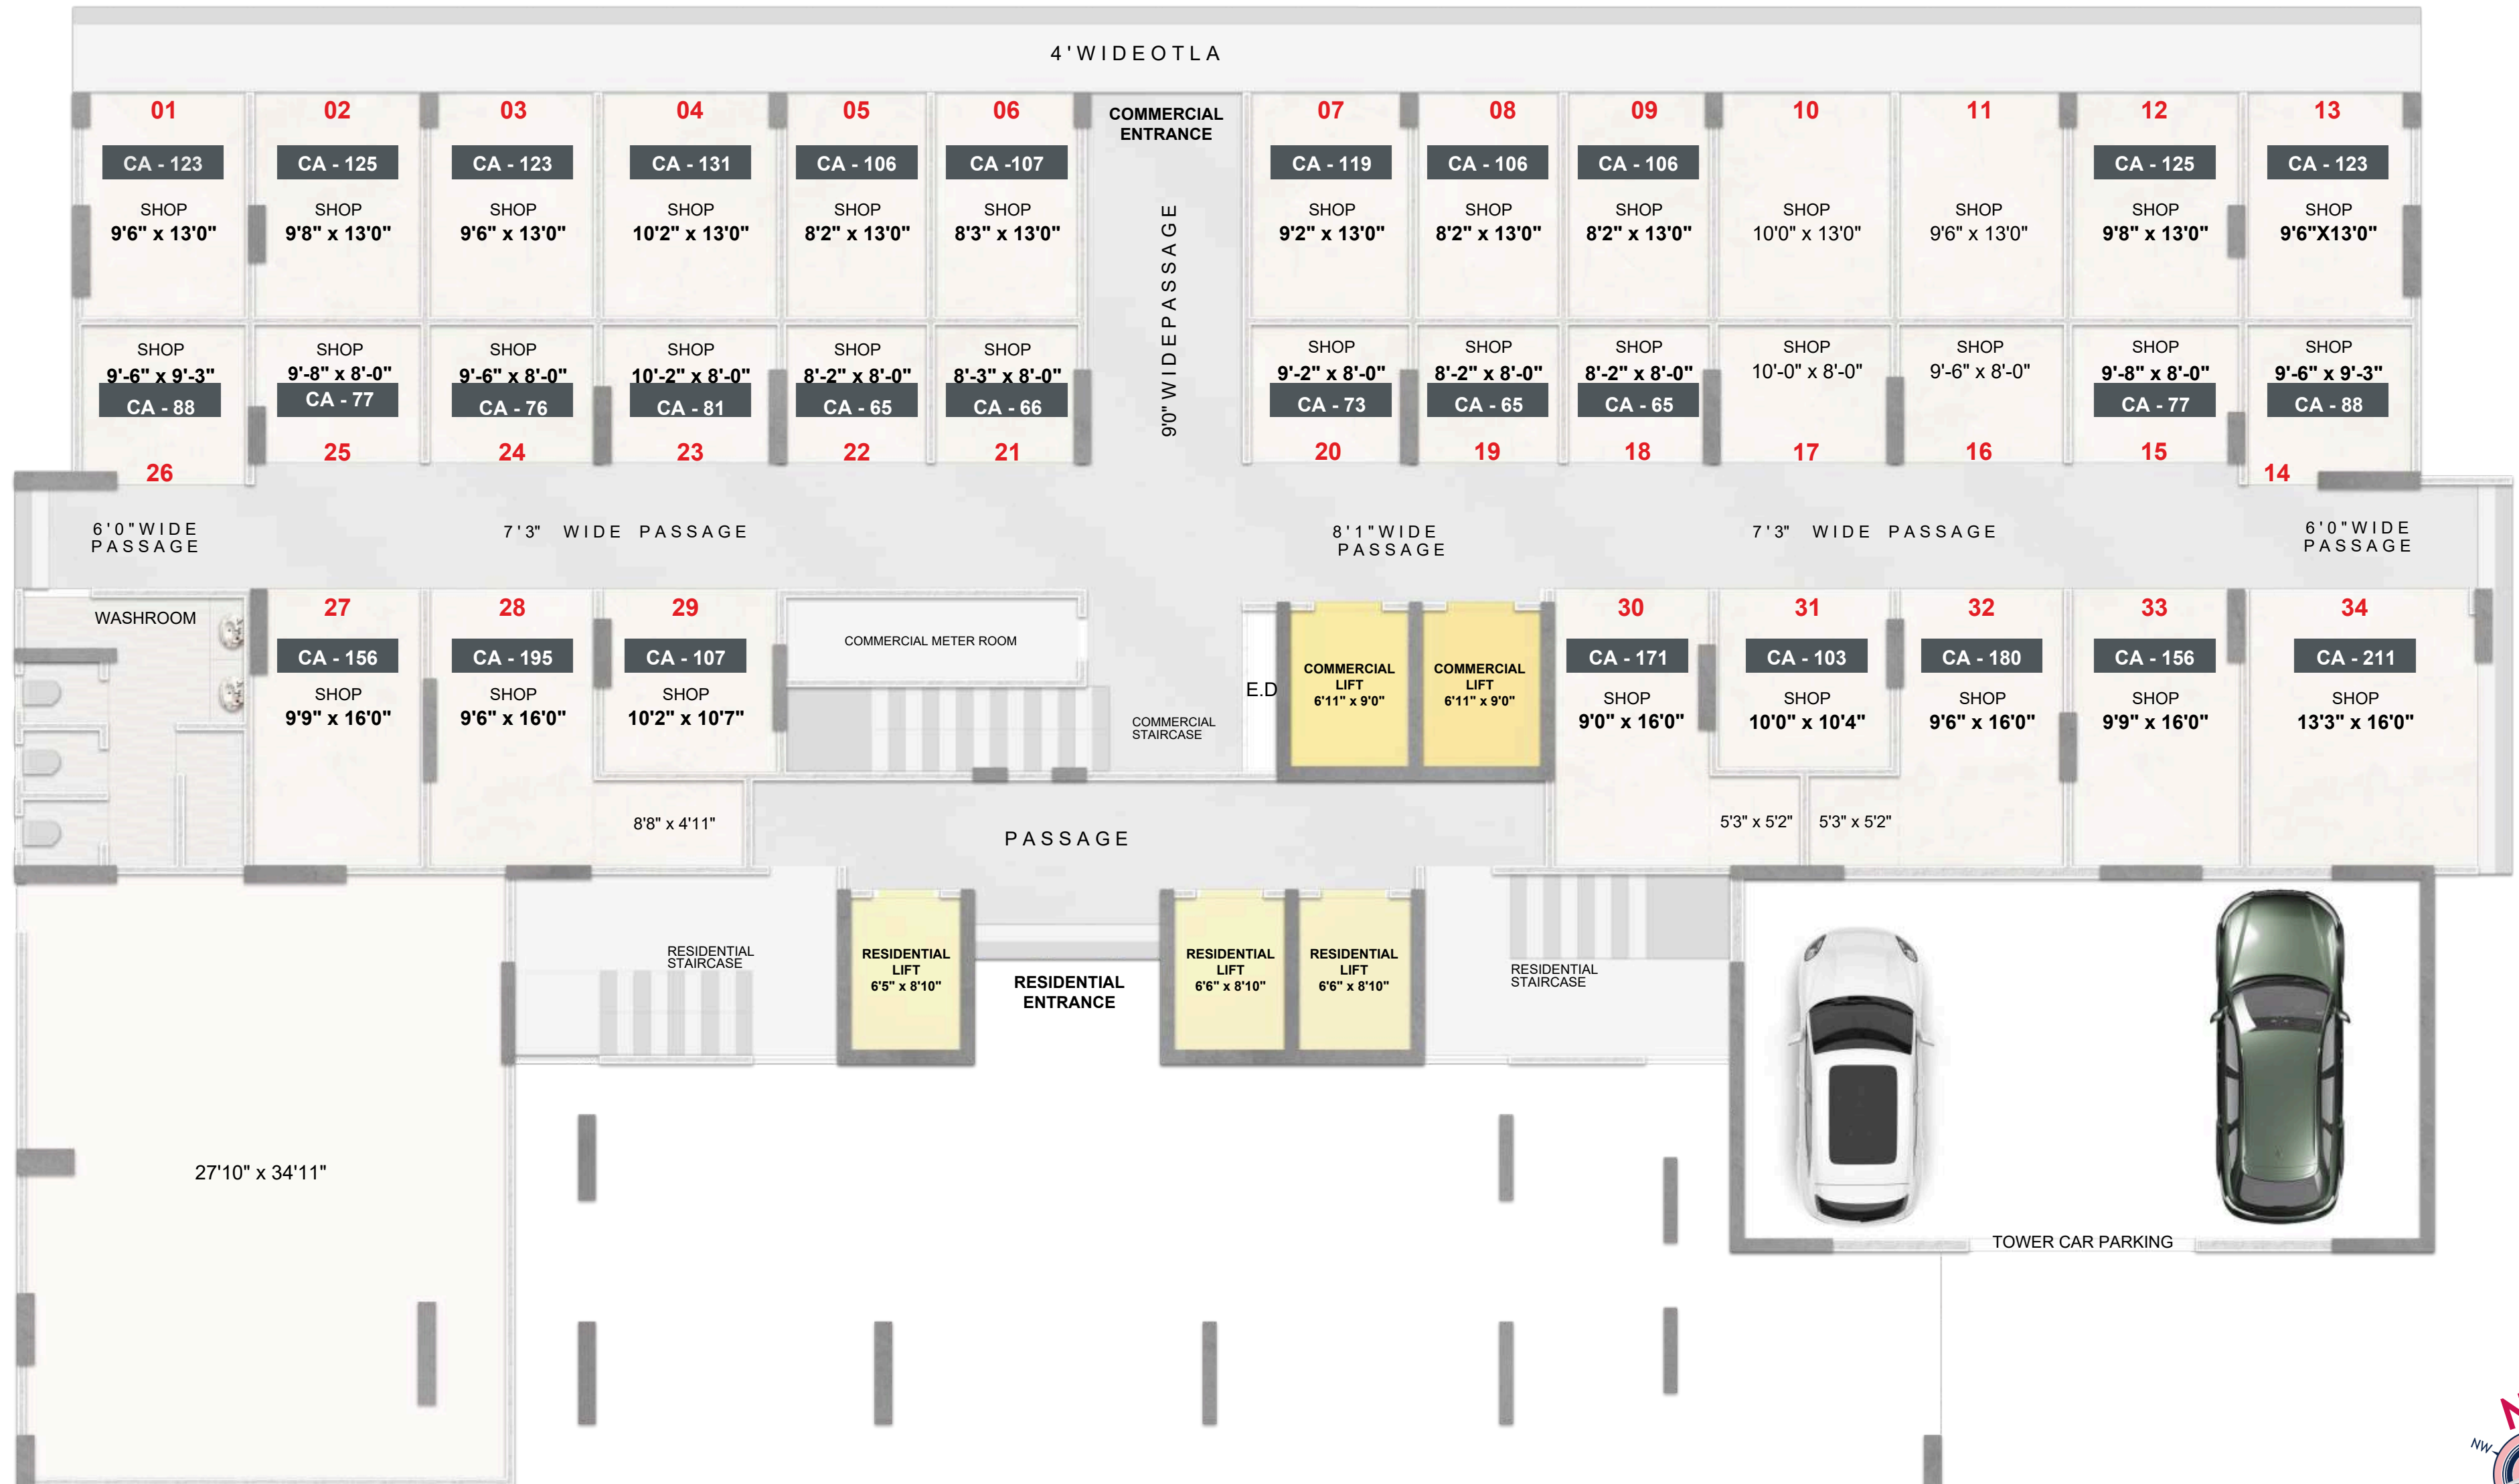 4'WIDEOTLA
01 02 03 04 05 06 COMMERCIAL 07 08 09 10 11 12 13
ENTRANCE
CA - 123 CA - 125 CA - 123 CA - 131 CA - 106 CA -107 CA - 119 CA - 106 CA - 106 CA - 125 CA - 123
SHOP SHOP SHOP SHOP SHOP SHOP SHOP SHOP SHOP SHOP SHOP SHOP SHOP
9'6" x 13'0" 9'8" x 13'0" 9'6" x 13'0" 10'2" x 13'0" 8'2" x 13'0" 8'3" x 13'0" 9'2" x 13'0" 8'2" x 13'0" 8'2" x 13'0" 10'0" x 13'0" 9'6" x 13'0" 9'8" x 13'0" 9'6"X13'0"
9'0" WIDEPASSAGE
SHOP SHOP SHOP SHOP SHOP SHOP SHOP SHOP SHOP SHOP SHOP SHOP SHOP
9'-6" x 9'-3" 9'-8" x 8'-0" 9'-6" x 8'-0" 10'-2" x 8'-0" 8'-2" x 8'-0" 8'-3" x 8'-0" 9'-2" x 8'-0" 8'-2" x 8'-0" 8'-2" x 8'-0" 10'-0" x 8'-0" 9'-6" x 8'-0" 9'-8" x 8'-0" 9'-6" x 9'-3"
CA - 88 CA - 77 CA - 76 CA - 81 CA - 65 CA - 66 CA - 73 CA - 65 CA - 65 CA - 77 CA - 88
26 25 24 23 22 21 20 19 18 17 16 15 14
6'0"WIDE 7'3" WIDE PASSAGE 8'1"WIDE 7'3" WIDE PASSAGE 6'0"WIDE
PASSAGE PASSAGE PASSAGE
WASHROOM 27 28 29 30 31 32 33 34
COMMERCIAL METER ROOM
CA - 156 CA - 195 CA - 107 CA - 171 CA - 103 CA - 180 CA - 156 CA - 211
SHOP SHOP SHOP SHOP SHOP SHOP SHOP SHOP
9'9" x 16'0" 9'6" x 16'0" 10'2" x 10'7" 9'0" x 16'0" 10'0" x 10'4" 9'6" x 16'0" 9'9" x 16'0" 13'3" x 16'0"
E.D
COMMERCIAL COMMERCIAL
LIFT LIFT
6'11" x 9'0" 6'11" x 9'0"
COMMERCIAL
STAIRCASE
8'8" x 4'11" 5'3" x 5'2" 5'3" x 5'2"
PASSAGE
RESIDENTIAL
STAIRCASE
RESIDENTIAL RESIDENTIAL RESIDENTIAL
LIFT LIFT LIFT
6'5" x 8'10" 6'6" x 8'10" 6'6" x 8'10"
RESIDENTIAL
STAIRCASE
RESIDENTIAL
ENTRANCE
27'10" x 34'11"
TOWER CAR PARKING
NW